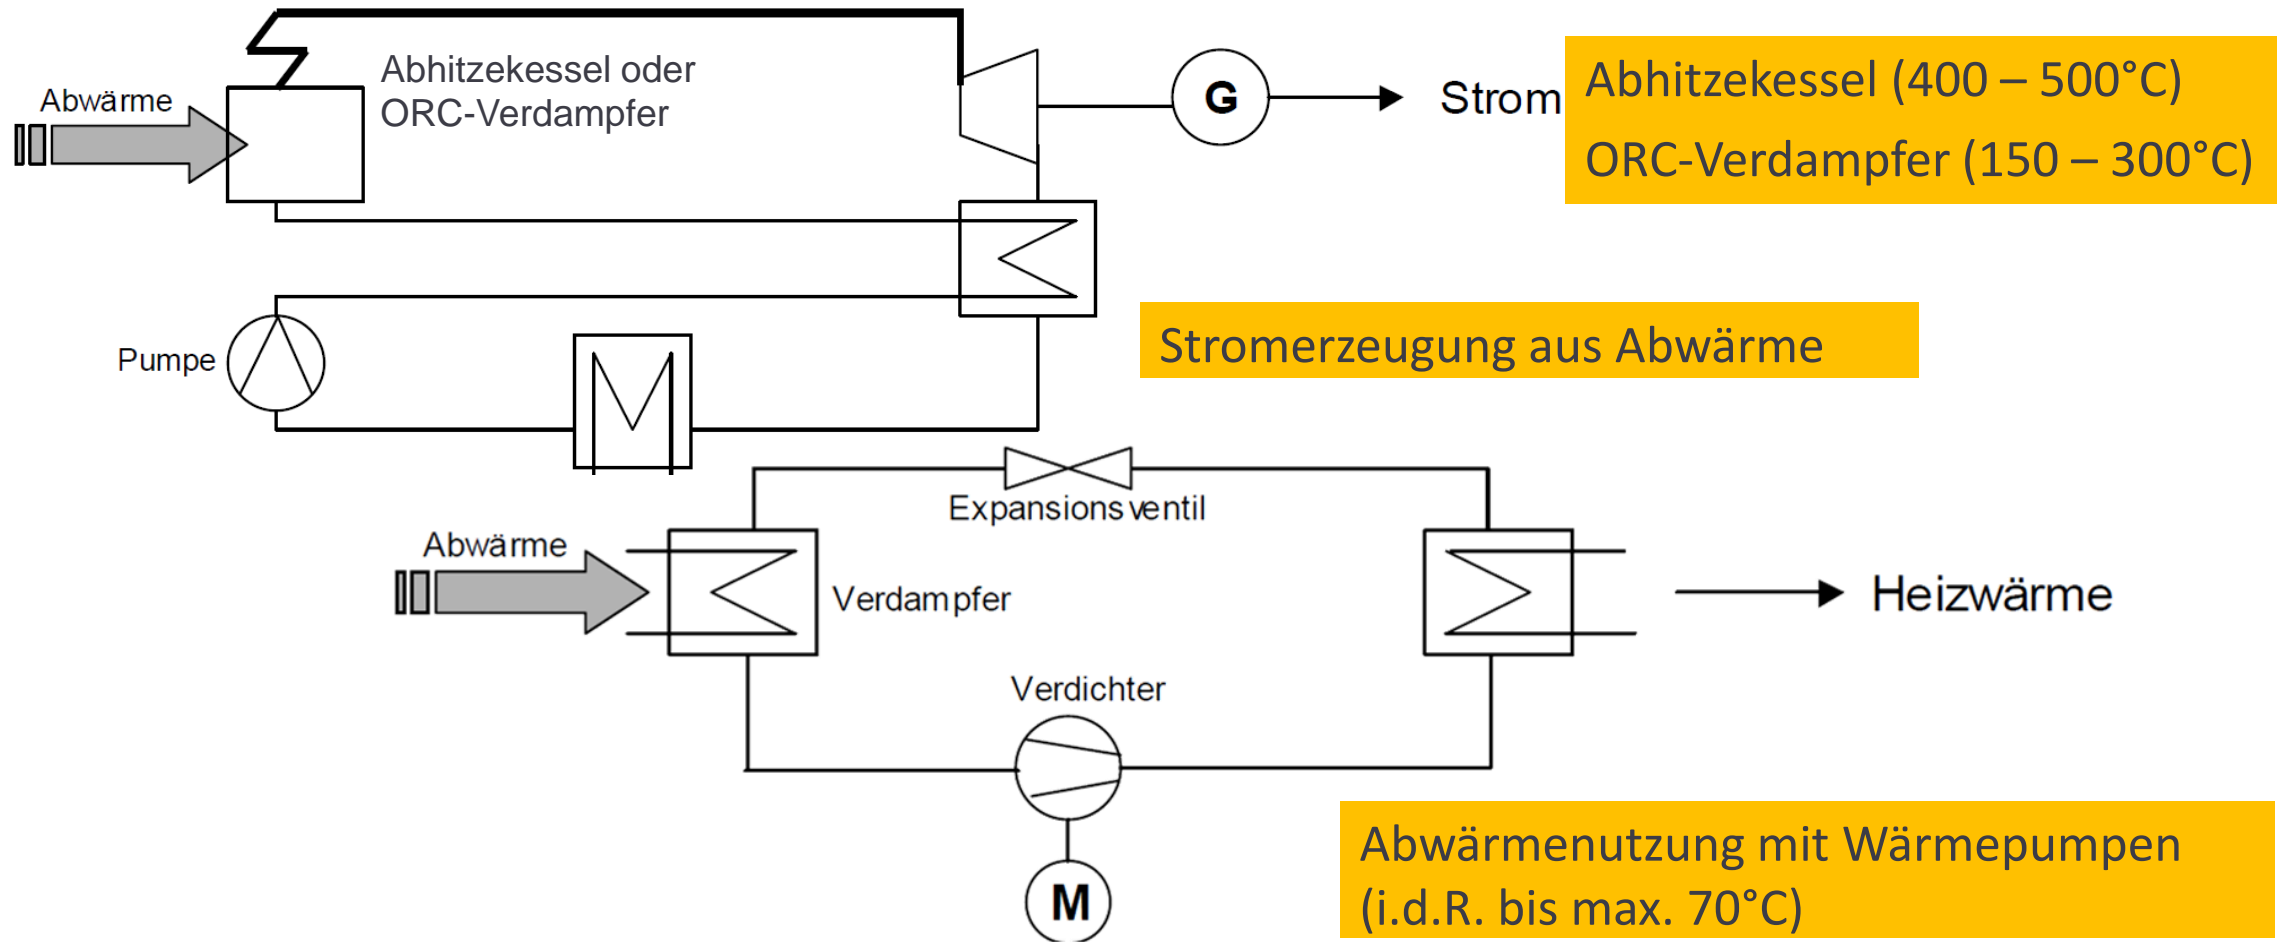 Abhitzekessel oder
ORC-Verdampfer
Abwärme
G
Strom
Abhitzekessel (400 – 500°C)
ORC-Verdampfer (150 – 300°C)
Pumpe
Stromerzeugung aus Abwärme
Expansionsventil
Abwärme
Verdampfer
Heizwärme
Verdichter
M
Abwärmenutzung mit Wärmepumpen
(i.d.R. bis max. 70°C)